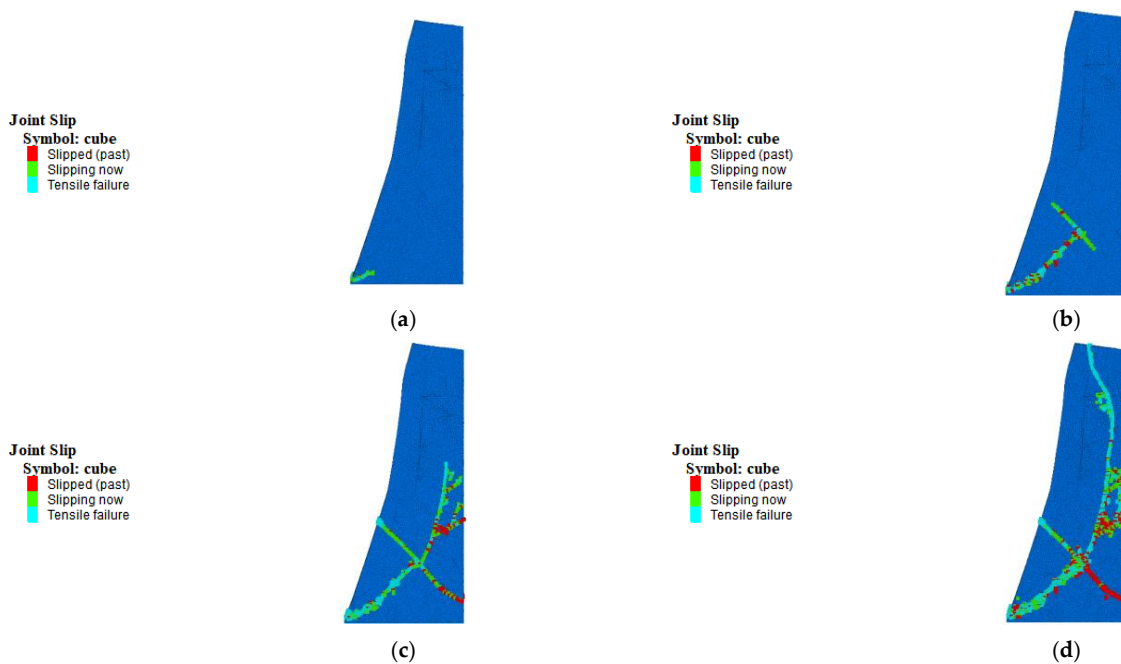 Joint Slip
Symbol: cube
Slipped (past)
Slipping now
Tensile failure
(a)
Joint Slip
Symbol: cube
Slipped (past)
Slipping now
Tensile failure
(b)
Joint Slip
Symbol: cube
Slipped (past)
Slipping now
Tensile failure
(c)
Joint Slip
Symbol: cube
Slipped (past)
Slipping now
Tensile failure
(d)